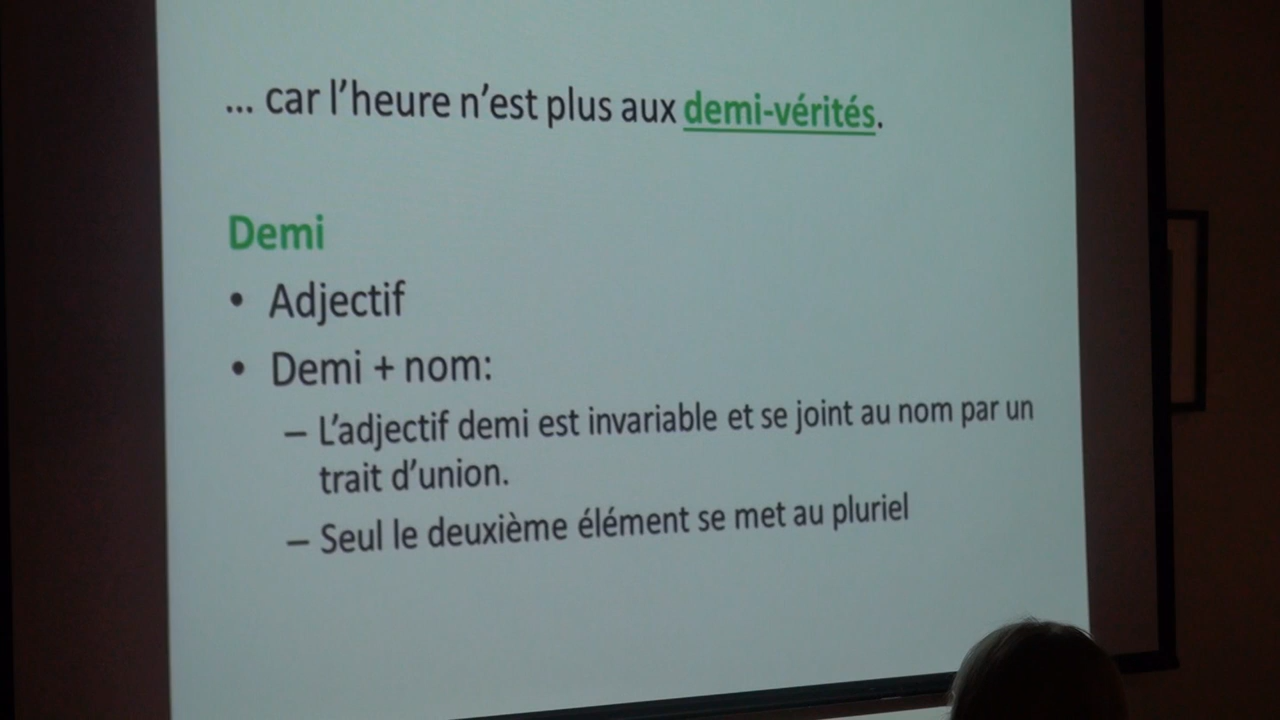 ... car l'heure n'est plus aux demi-vérités.
Demi
• Adjectif
• Demi + nom:
– L'adjectif demi est invariable et se joint au nom par un
trait d'union.
– Seul le deuxième élément se met au pluriel